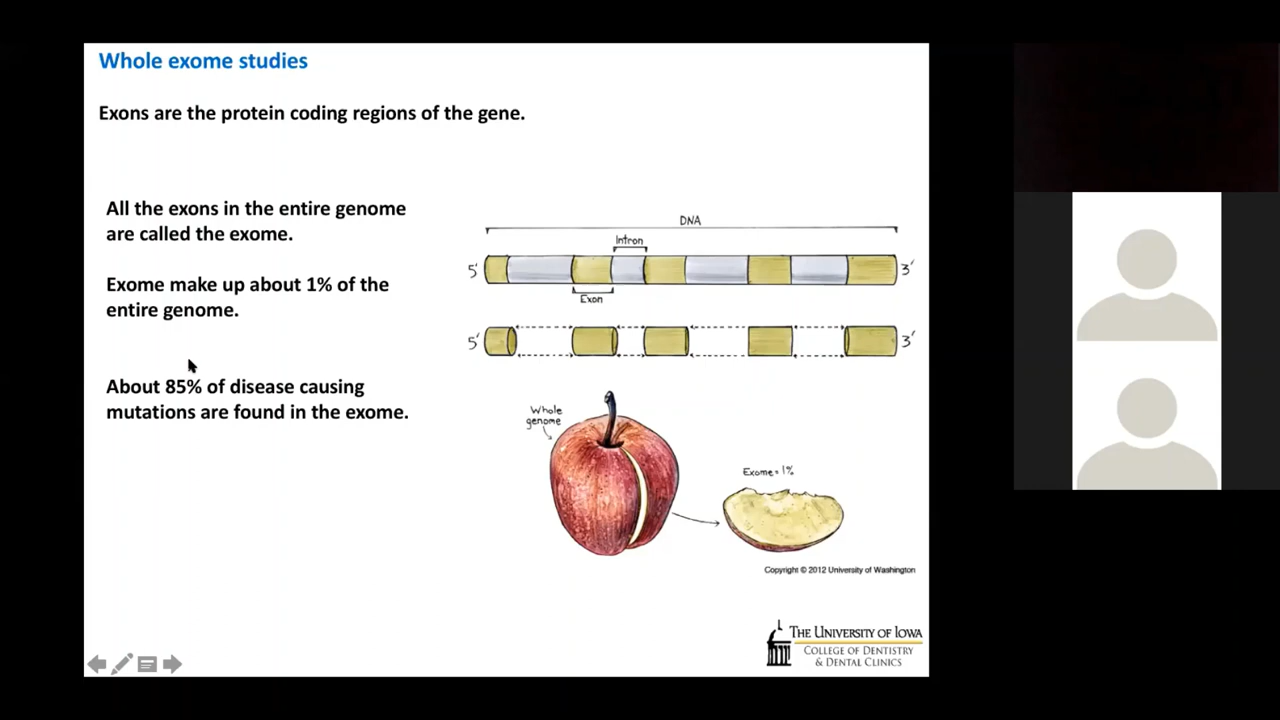 Whole exome studies
Exons are the protein coding regions of the gene.
All the exons in the entire genome
are called the exome.
Exome make up about 1% of the
entire genome.
About 85% of disease causing
mutations are found in the exome.
DNA
Intron
5'
3'
Exon
5'
3'
Whole
genome
Exome = 1%
Copyright © 2012 University of Washington
THE UNIVERSITY OF IOWA
COLLEGE OF DENTISTRY
& DENTAL CLINICS